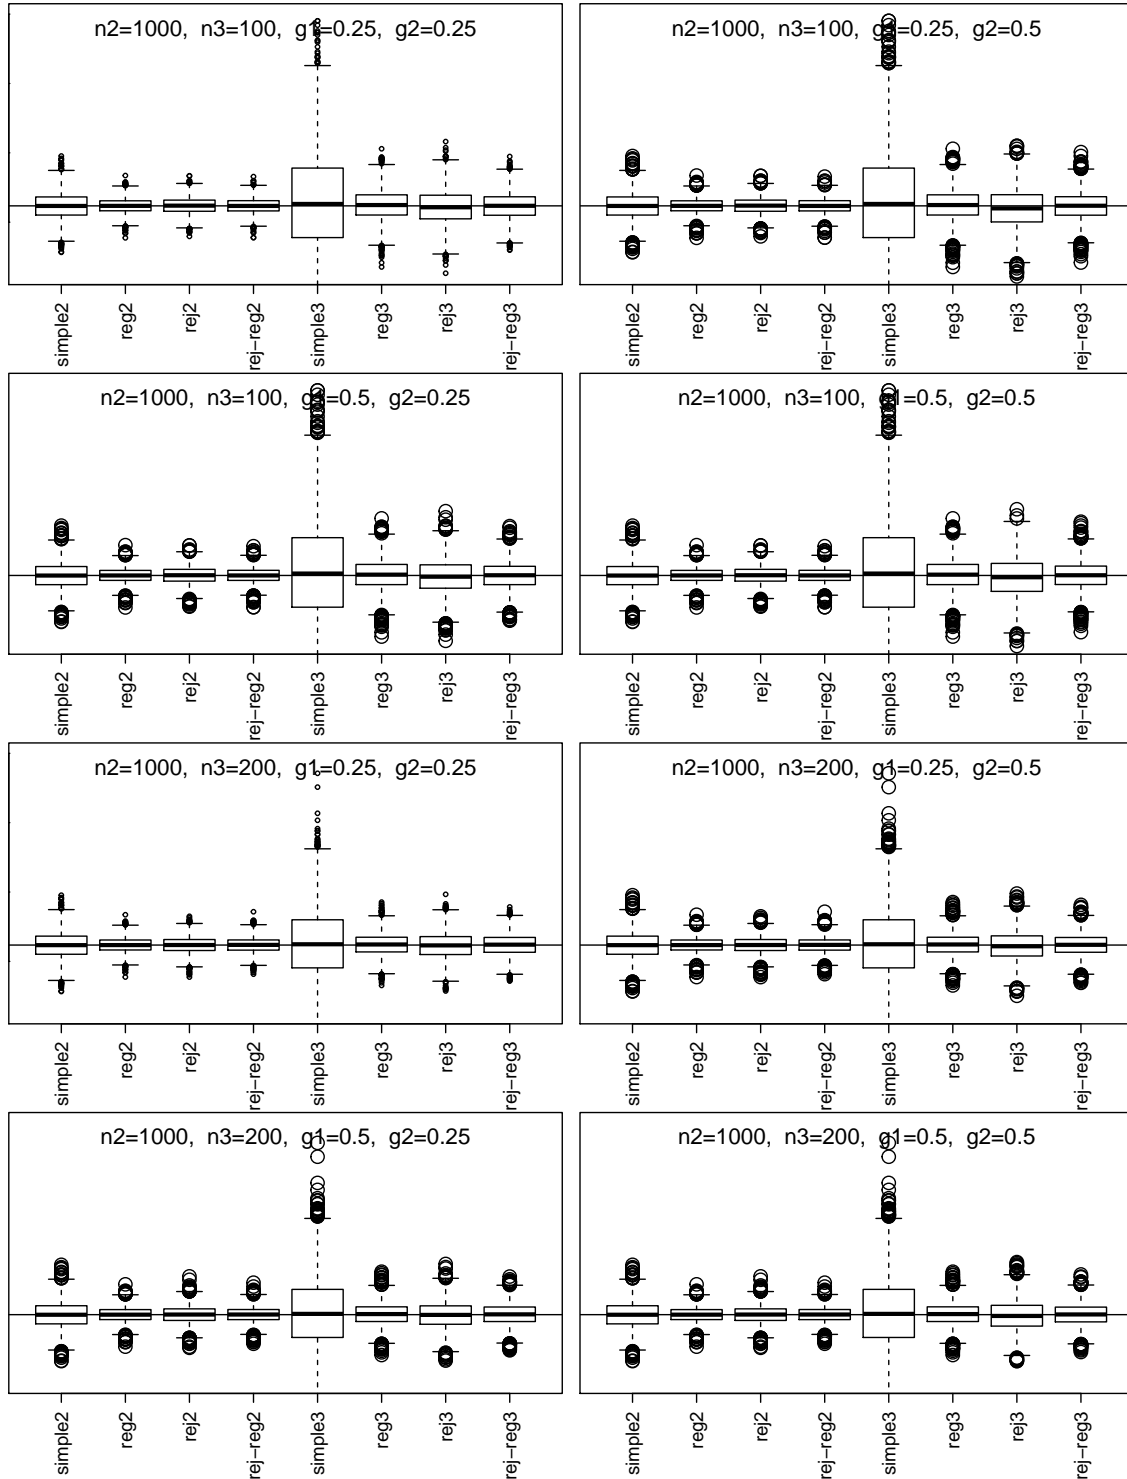 n2=1000, n3=100, g1=0.25, g2=0.25
simple2 reg2 rej2 rej−reg2 simple3 reg3 rej3 rej−reg3
n2=1000, n3=100, g1=0.25, g2=0.5
simple2 reg2 rej2 rej−reg2 simple3 reg3 rej3 rej−reg3
n2=1000, n3=100, g1=0.5, g2=0.25
simple2 reg2 rej2 rej−reg2 simple3 reg3 rej3 rej−reg3
n2=1000, n3=100, g1=0.5, g2=0.5
simple2 reg2 rej2 rej−reg2 simple3 reg3 rej3 rej−reg3
n2=1000, n3=200, g1=0.25, g2=0.25
simple2 reg2 rej2 rej−reg2 simple3 reg3 rej3 rej−reg3
n2=1000, n3=200, g1=0.25, g2=0.5
simple2 reg2 rej2 rej−reg2 simple3 reg3 rej3 rej−reg3
n2=1000, n3=200, g1=0.5, g2=0.25
simple2 reg2 rej2 rej−reg2 simple3 reg3 rej3 rej−reg3
n2=1000, n3=200, g1=0.5, g2=0.5
simple2 reg2 rej2 rej−reg2 simple3 reg3 rej3 rej−reg3